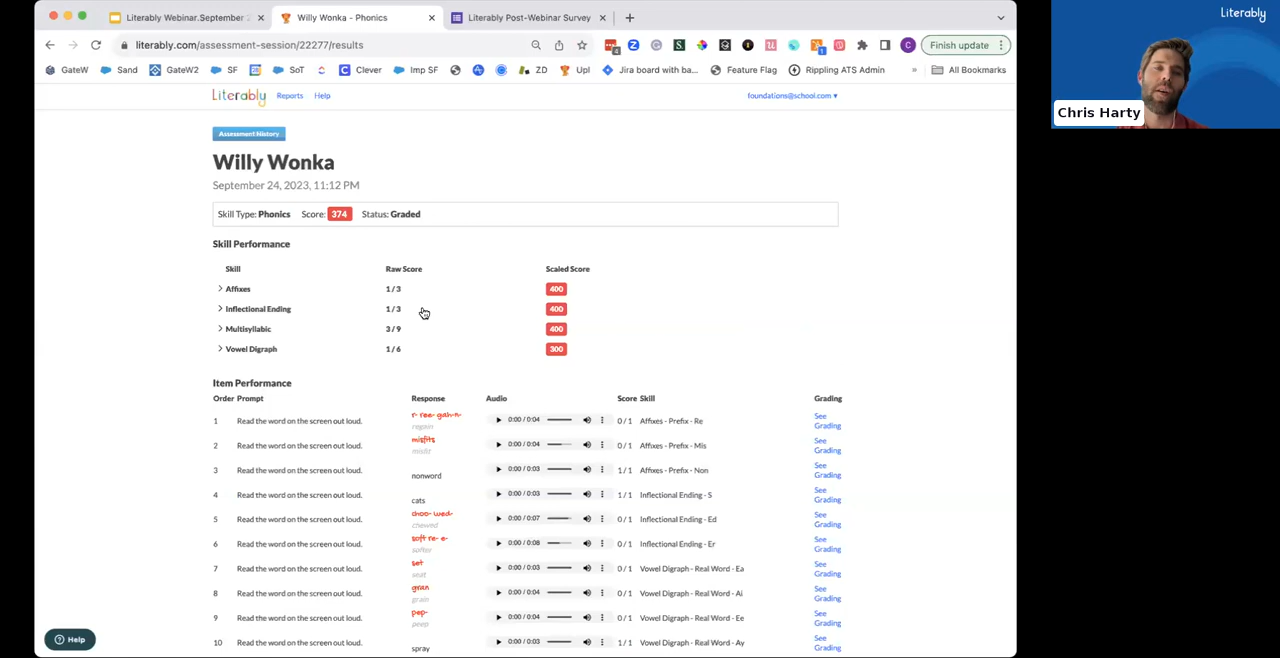 Literably Webinar.September
Willy Wonka - Phonics
Literably Post-Webinar Survey
literably.com/assessment-session/22277/results
C
Finish update
GateW
Sand
GateW2
SF
SoT
Clever
Imp SF
ZD
Upl
Jira board with ba...
Feature Flag
Rippling ATS Admin
»
All Bookmarks
Literably
Reports
Help
foundations@school.com
Assessment History
Willy Wonka
September 24, 2023, 11:12 PM
Skill Type: Phonics Score: 374 Status: Graded
Skill Performance
Skill Raw Score Scaled Score
Affixes 1 / 3 400
Inflectional Ending 1 / 3 400
Multisyllabic 3 / 9 400
Vowel Digraph 1 / 6 300
Item Performance
Order Prompt Response Audio Score Skill Grading
1 Read the word on the screen out loud. r- ree-gah-n- regain 0:00 / 0:04 0 / 1 Affixes - Prefix - Re See Grading
2 Read the word on the screen out loud. misfits misfit 0:00 / 0:04 0 / 1 Affixes - Prefix - Mis See Grading
3 Read the word on the screen out loud. nonword 0:00 / 0:03 1 / 1 Affixes - Prefix - Non See Grading
4 Read the word on the screen out loud. cats 0:00 / 0:03 1 / 1 Inflectional Ending - S See Grading
5 Read the word on the screen out loud. choo-wed- chewed 0:00 / 0:07 0 / 1 Inflectional Ending - Ed See Grading
6 Read the word on the screen out loud. soft re- e- softer 0:00 / 0:08 0 / 1 Inflectional Ending - Er See Grading
7 Read the word on the screen out loud. set seat 0:00 / 0:03 0 / 1 Vowel Digraph - Real Word - Ea See Grading
8 Read the word on the screen out loud. grain 0:00 / 0:04 0 / 1 Vowel Digraph - Real Word - Ai See Grading
9 Read the word on the screen out loud. pep- peep 0:00 / 0:04 0 / 1 Vowel Digraph - Real Word - Ee See Grading
10 Read the word on the screen out loud. spray 0:00 / 0:03 1 / 1 Vowel Digraph - Real Word - Ay See Grading
Help
Literably
Chris Harty